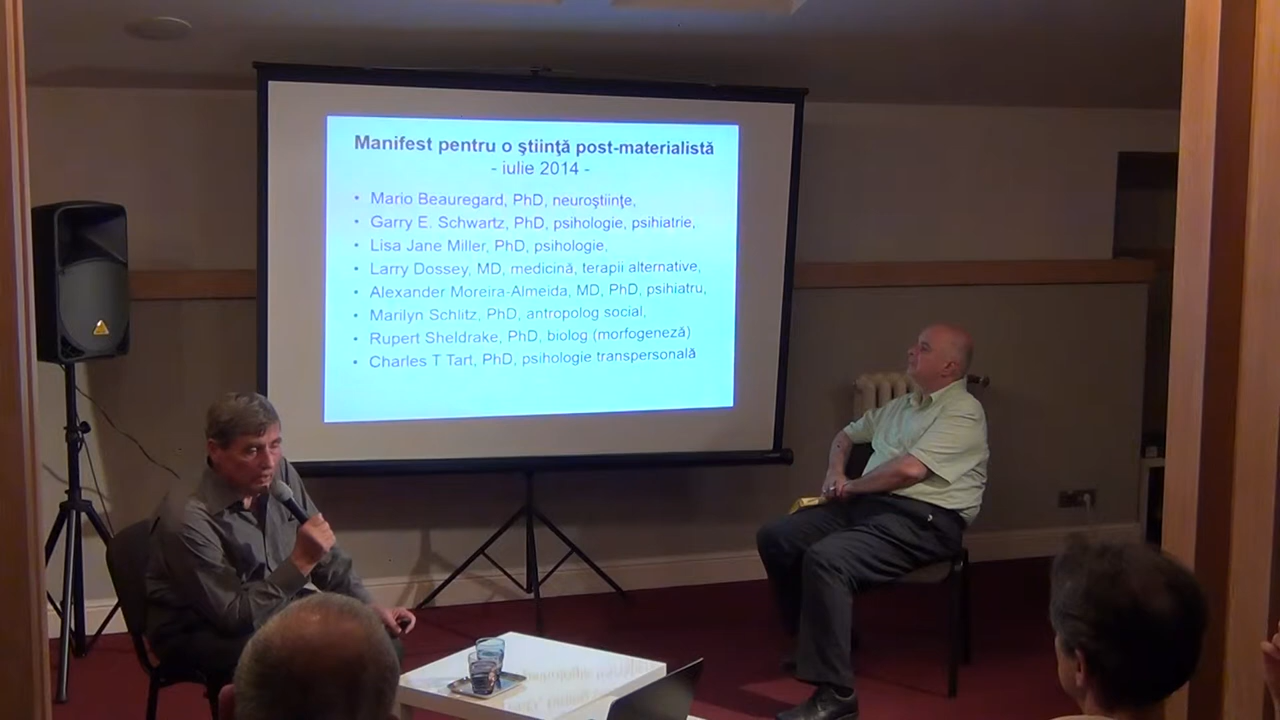 Manifest pentru o ştiinţă post-materialistă
- iulie 2014 -
• Mario Beauregard, PhD, neuroştiinţe,
• Garry E. Schwartz, PhD, psihologie, psihiatrie,
• Lisa Jane Miller, PhD, psihologie,
• Larry Dossey, MD, medicină, terapii alternative,
• Alexander Moreira-Almeida, MD, PhD, psihiatru,
• Marilyn Schlitz, PhD, antropolog social,
• Rupert Sheldrake, PhD, biolog (morfogeneză)
• Charles T Tart, PhD, psihologie transpersonală